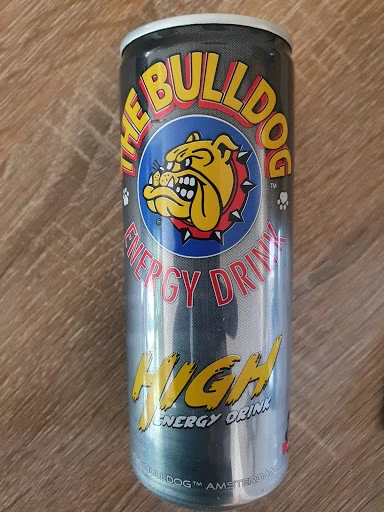 THE BULLDOG
TM
ENERGY DRINK
HIGH
ENERGY DRINK
BULLDOG™ AMSTERDAM